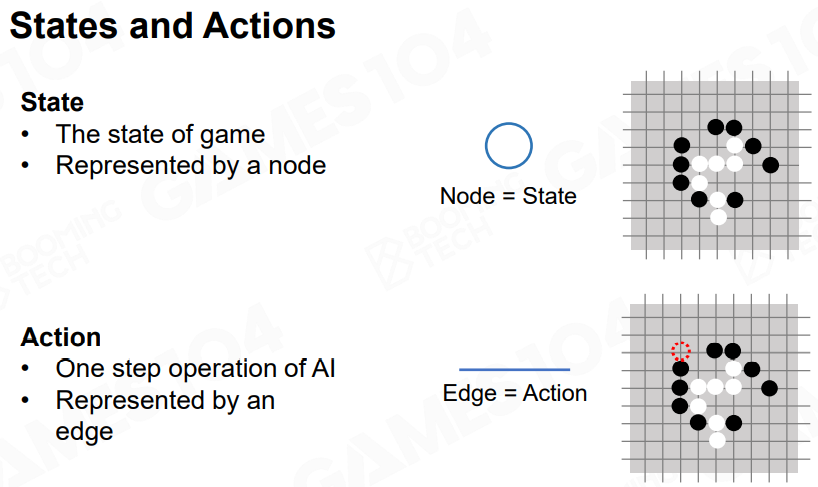 States and Actions
State
• The state of game
• Represented by a node
Node = State
Action
• One step operation of AI
• Represented by an
edge
Edge = Action
GAMES104
BOOMING
TECH